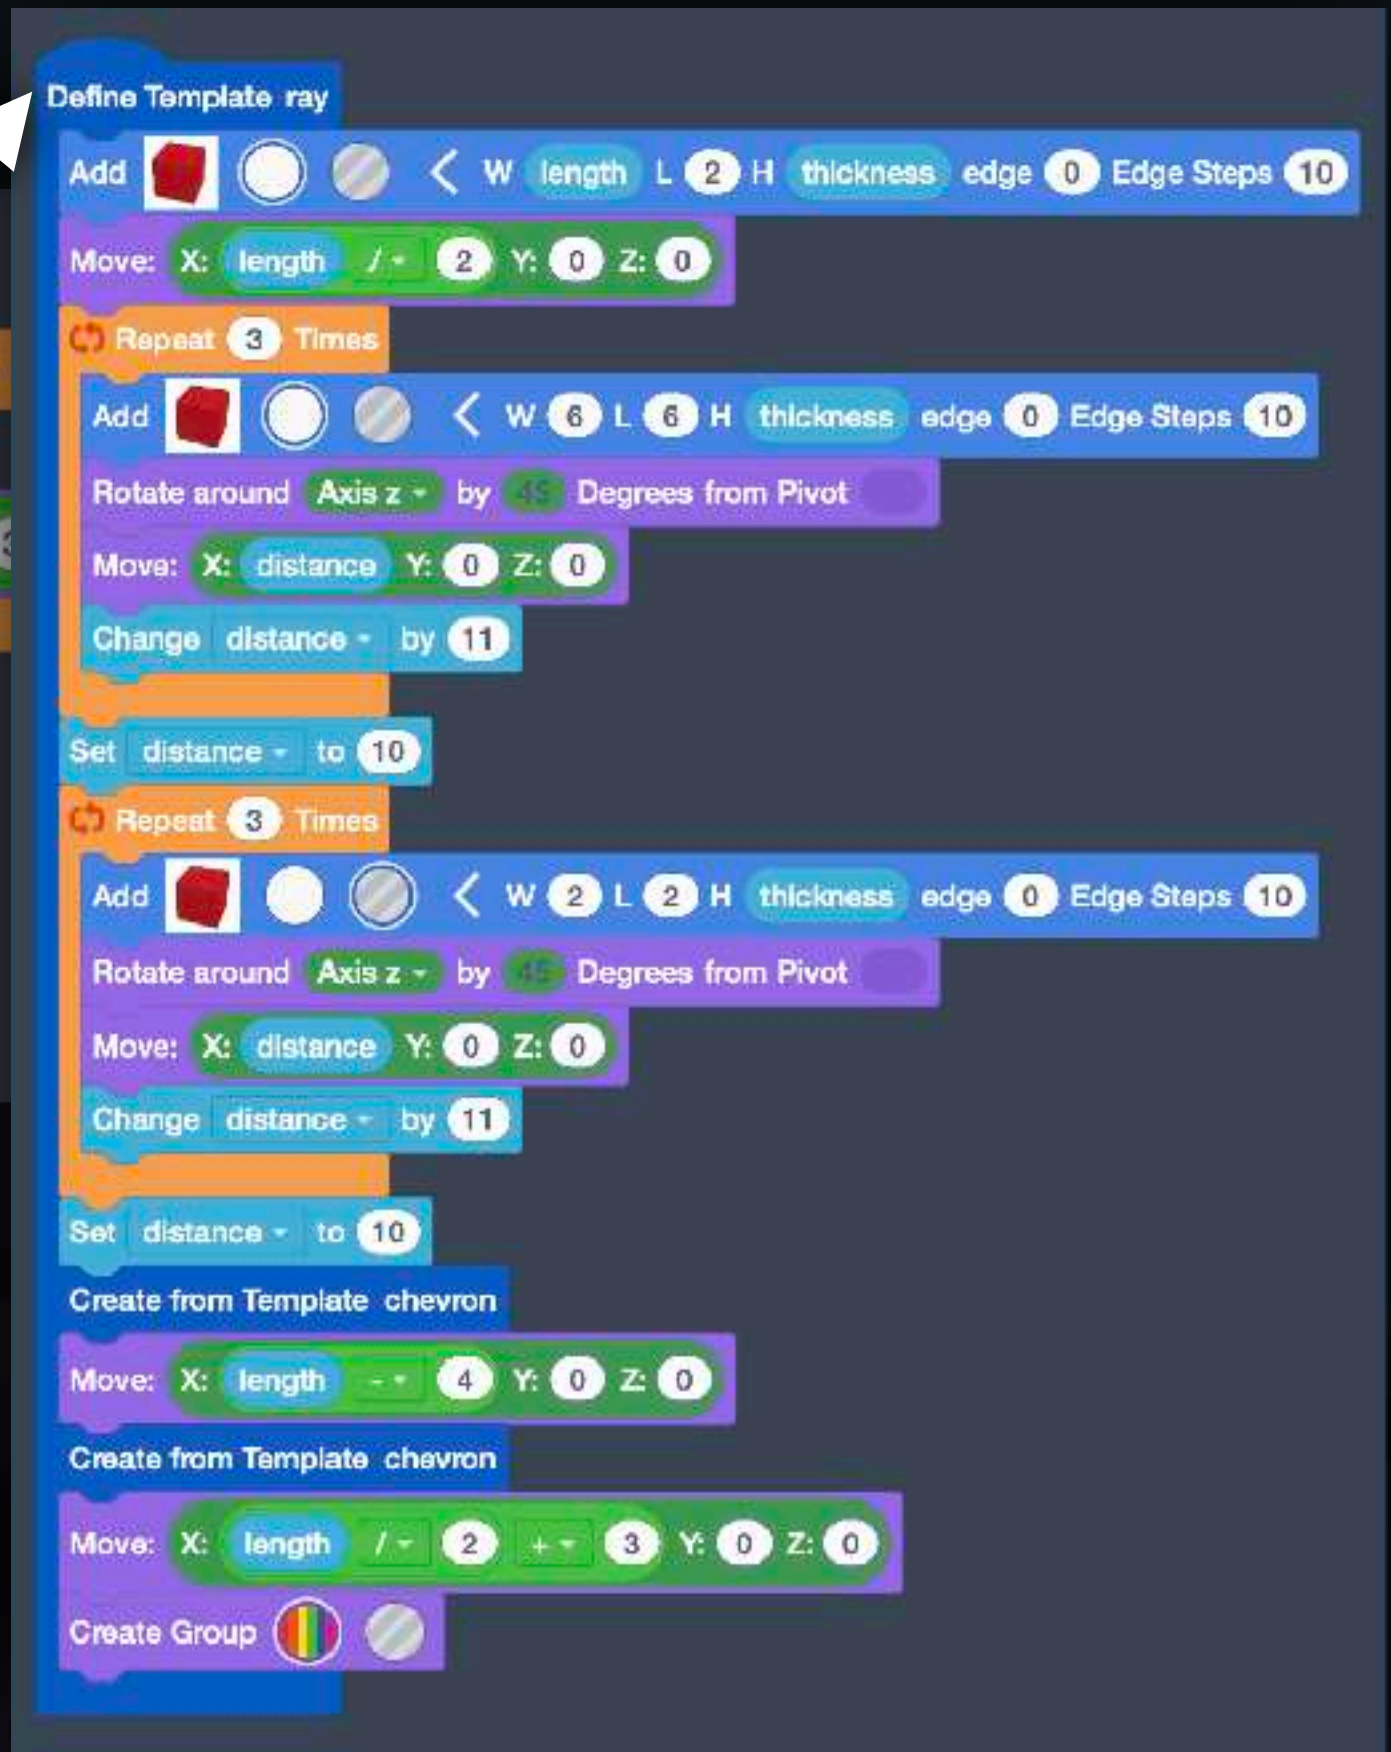 Define Template ray
Add W length L 2 H thickness edge 0 Edge Steps 10
Move: X: length / 2 Y: 0 Z: 0
Repeat 3 Times
Add W 6 L 6 H thickness edge 0 Edge Steps 10
Rotate around Axis z by 45 Degrees from Pivot
Move: X: distance Y: 0 Z: 0
Change distance by 11
Set distance to 10
Repeat 3 Times
Add W 2 L 2 H thickness edge 0 Edge Steps 10
Rotate around Axis z by 45 Degrees from Pivot
Move: X: distance Y: 0 Z: 0
Change distance by 11
Set distance to 10
Create from Template chevron
Move: X: length - 4 Y: 0 Z: 0
Create from Template chevron
Move: X: length / 2 + 3 Y: 0 Z: 0
Create Group